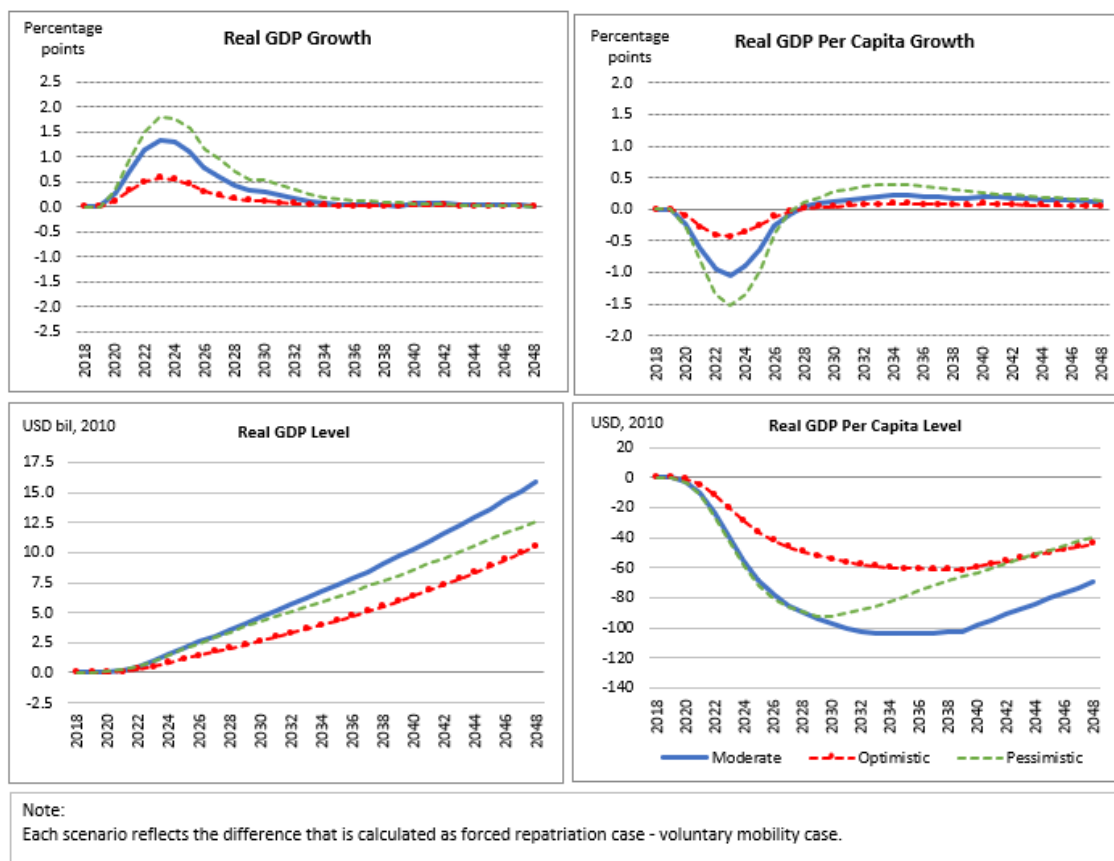 Percentage
points
Real GDP Growth
2.5
2.0
1.5
1.0
0.5
0.0
-0.5
-1.0
-1.5
-2.0
-2.5
2018 2020 2022 2024 2026 2028 2030 2032 2034 2036 2038 2040 2042 2044 2046 2048
Percentage
points
Real GDP Per Capita Growth
2.0
1.5
1.0
0.5
0.0
-0.5
-1.0
-1.5
-2.0
2018 2020 2022 2024 2026 2028 2030 2032 2034 2036 2038 2040 2042 2044 2046 2048
USD bil, 2010
Real GDP Level
17.5
15.0
12.5
10.0
7.5
5.0
2.5
0.0
-2.5
2018 2020 2022 2024 2026 2028 2030 2032 2034 2036 2038 2040 2042 2044 2046 2048
USD, 2010
Real GDP Per Capita Level
20
0
-20
-40
-60
-80
-100
-120
-140
2018 2020 2022 2024 2026 2028 2030 2032 2034 2036 2038 2040 2042 2044 2046 2048
Moderate Optimistic Pessimistic
Note:
Each scenario reflects the difference that is calculated as forced repatriation case - voluntary mobility case.